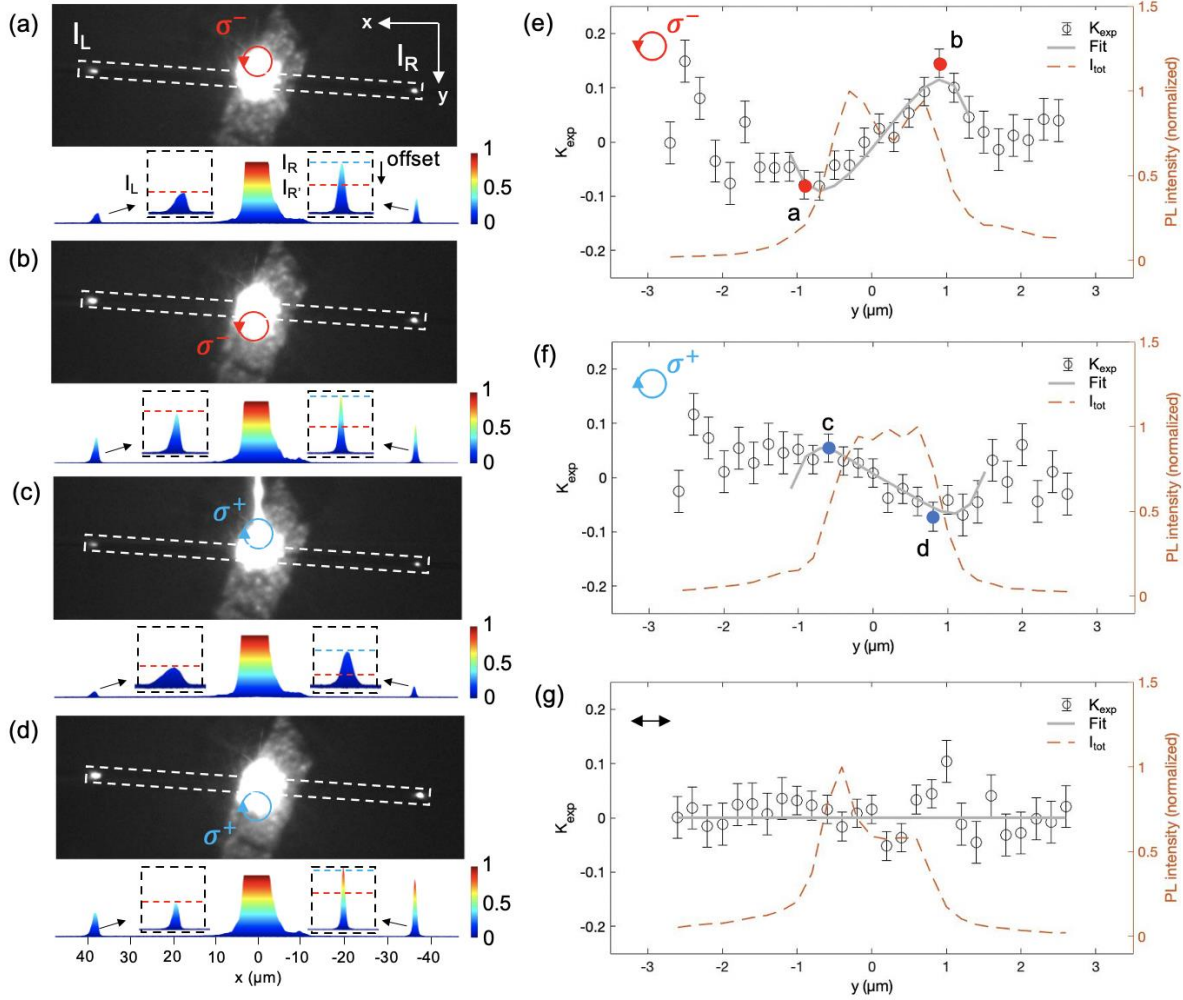 (a)
I_L
σ⁻
x
I_R
y
I_L
I_R
I_R'
offset
1
0.5
0
(b)
σ⁻
1
0.5
0
(c)
σ⁺
1
0.5
0
(d)
σ⁺
1
0.5
0
40 30 20 10 0 -10 -20 -30 -40
x (μm)
(e)
σ⁻
0.2
0.1
0
-0.1
-0.2
K_exp
a
b
K_exp
Fit
I_tot
1.5
1
0.5
0
PL intensity (normalized)
-3 -2 -1 0 1 2 3
y (μm)
(f)
σ⁺
0.2
0.1
0
-0.1
-0.2
K_exp
c
d
K_exp
Fit
I_tot
1.5
1
0.5
0
PL intensity (normalized)
-3 -2 -1 0 1 2 3
y (μm)
(g)
0.2
0.1
0
-0.1
-0.2
K_exp
K_exp
Fit
I_tot
1.5
1
0.5
0
PL intensity (normalized)
-3 -2 -1 0 1 2 3
y (μm)